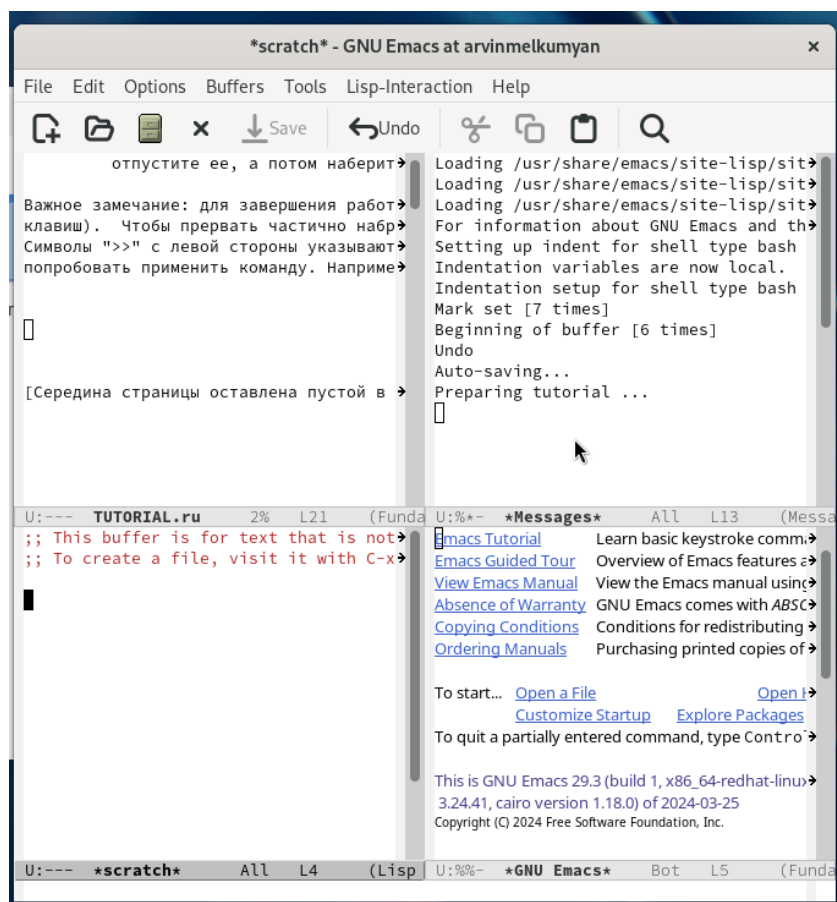 *scratch* - GNU Emacs at arvinmelkumyan
File Edit Options Buffers Tools Lisp-Interaction Help
Save Undo
отпустите ее, а потом наберит
Важное замечание: для завершения работ
клавиш). Чтобы прервать частично набр
Символы ">>" с левой стороны указывают
попробовать применить команду. Наприме
[Середина страницы оставлена пустой в
U:--- TUTORIAL.ru 2% L21 (Funda
Loading /usr/share/emacs/site-lisp/sit
Loading /usr/share/emacs/site-lisp/sit
Loading /usr/share/emacs/site-lisp/sit
For information about GNU Emacs and th
Setting up indent for shell type bash
Indentation variables are now local.
Indentation setup for shell type bash
Mark set [7 times]
Beginning of buffer [6 times]
Undo
Auto-saving...
Preparing tutorial ...
U:%*- *Messages* All L13 (Messa
;; This buffer is for text that is not
;; To create a file, visit it with C-x
U:--- *scratch* All L4 (Lisp
Emacs Tutorial Learn basic keystroke comm
Emacs Guided Tour Overview of Emacs features a
View Emacs Manual View the Emacs manual using
Absence of Warranty GNU Emacs comes with ABSO
Copying Conditions Conditions for redistributing
Ordering Manuals Purchasing printed copies of
To start... Open a File Open H
Customize Startup Explore Packages
To quit a partially entered command, type Contro
This is GNU Emacs 29.3 (build 1, x86_64-redhat-linux
3.24.41, cairo version 1.18.0) of 2024-03-25
Copyright (C) 2024 Free Software Foundation, Inc.
U:%%- *GNU Emacs* Bot L5 (Funda